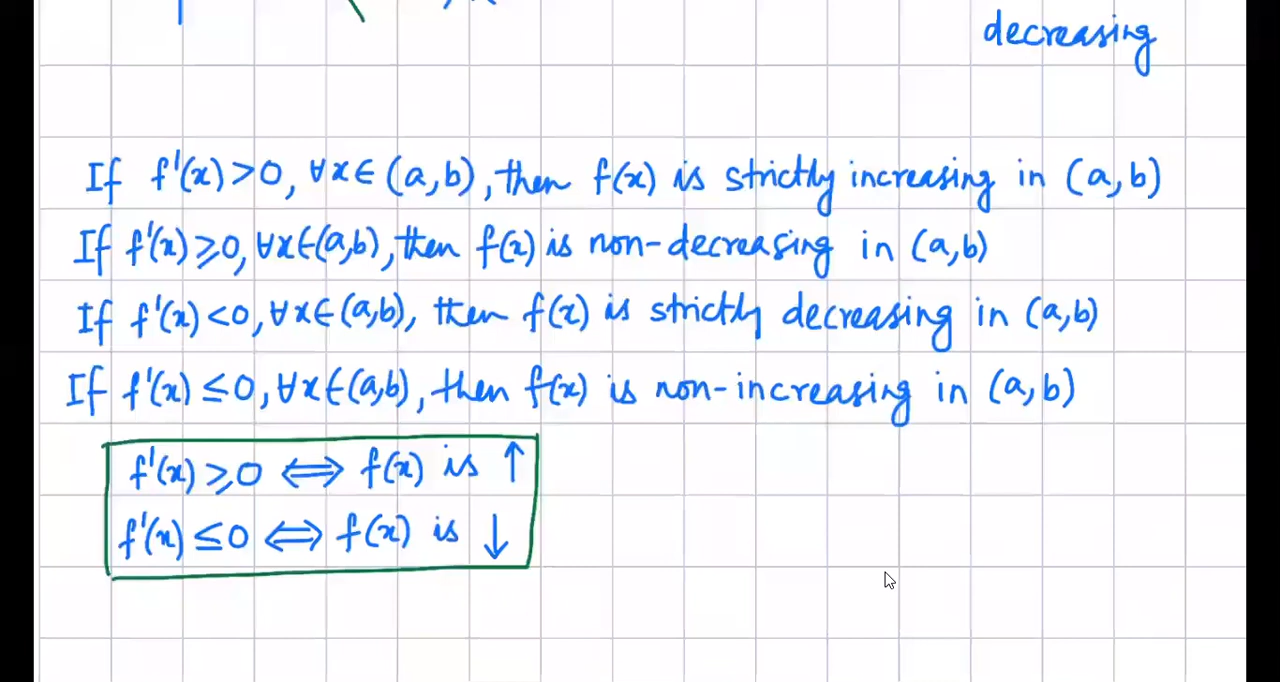 decreasing
If f'(x)>0, ∀x∈(a,b), then f(x) is strictly increasing in (a,b)
If f'(x)≥0, ∀x∈(a,b), then f(x) is non-decreasing in (a,b)
If f'(x)<0, ∀x∈(a,b), then f(x) is strictly decreasing in (a,b)
If f'(x)≤0, ∀x∈(a,b), then f(x) is non-increasing in (a,b)
f'(x)≥0 ⟺ f(x) is ↑
f'(x)≤0 ⟺ f(x) is ↓